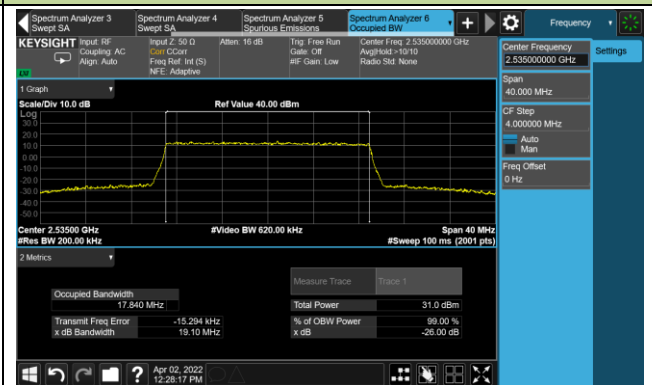 Spectrum Analyzer 3
Swept SA
Spectrum Analyzer 4
Swept SA
Spectrum Analyzer 5
Spurious Emissions
Spectrum Analyzer 6
Occupied BW
Frequency
KEYSIGHT
Input: RF
Coupling: AC
Align: Auto
Input Z: 50 Ω
Corr CCorr
Freq Ref: Int (S)
NFE: Adaptive
Atten: 16 dB
Trig: Free Run
Gate: Off
#IF Gain: Low
Center Freq: 2.535000000 GHz
Avg|Hold:>10/10
Radio Std: None
LW
Center Frequency
2.535000000 GHz
Settings
Span
40.000 MHz
CF Step
4.000000 MHz
Auto
Man
Freq Offset
0 Hz
1 Graph
Scale/Div 10.0 dB
Ref Value 40.00 dBm
Log
30.0
20.0
10.0
0.00
-10.0
-20.0
-30.0
-40.0
-50.0
Center 2.53500 GHz
#Video BW 620.00 kHz
Span 40 MHz
#Res BW 200.00 kHz
#Sweep 100 ms (2001 pts)
2 Metrics
Measure Trace
Trace 1
Occupied Bandwidth
17.840 MHz
Total Power
31.0 dBm
Transmit Freq Error
-15.294 kHz
% of OBW Power
99.00 %
x dB Bandwidth
19.10 MHz
x dB
-26.00 dB
?
Apr 02, 2022
12:28:17 PM